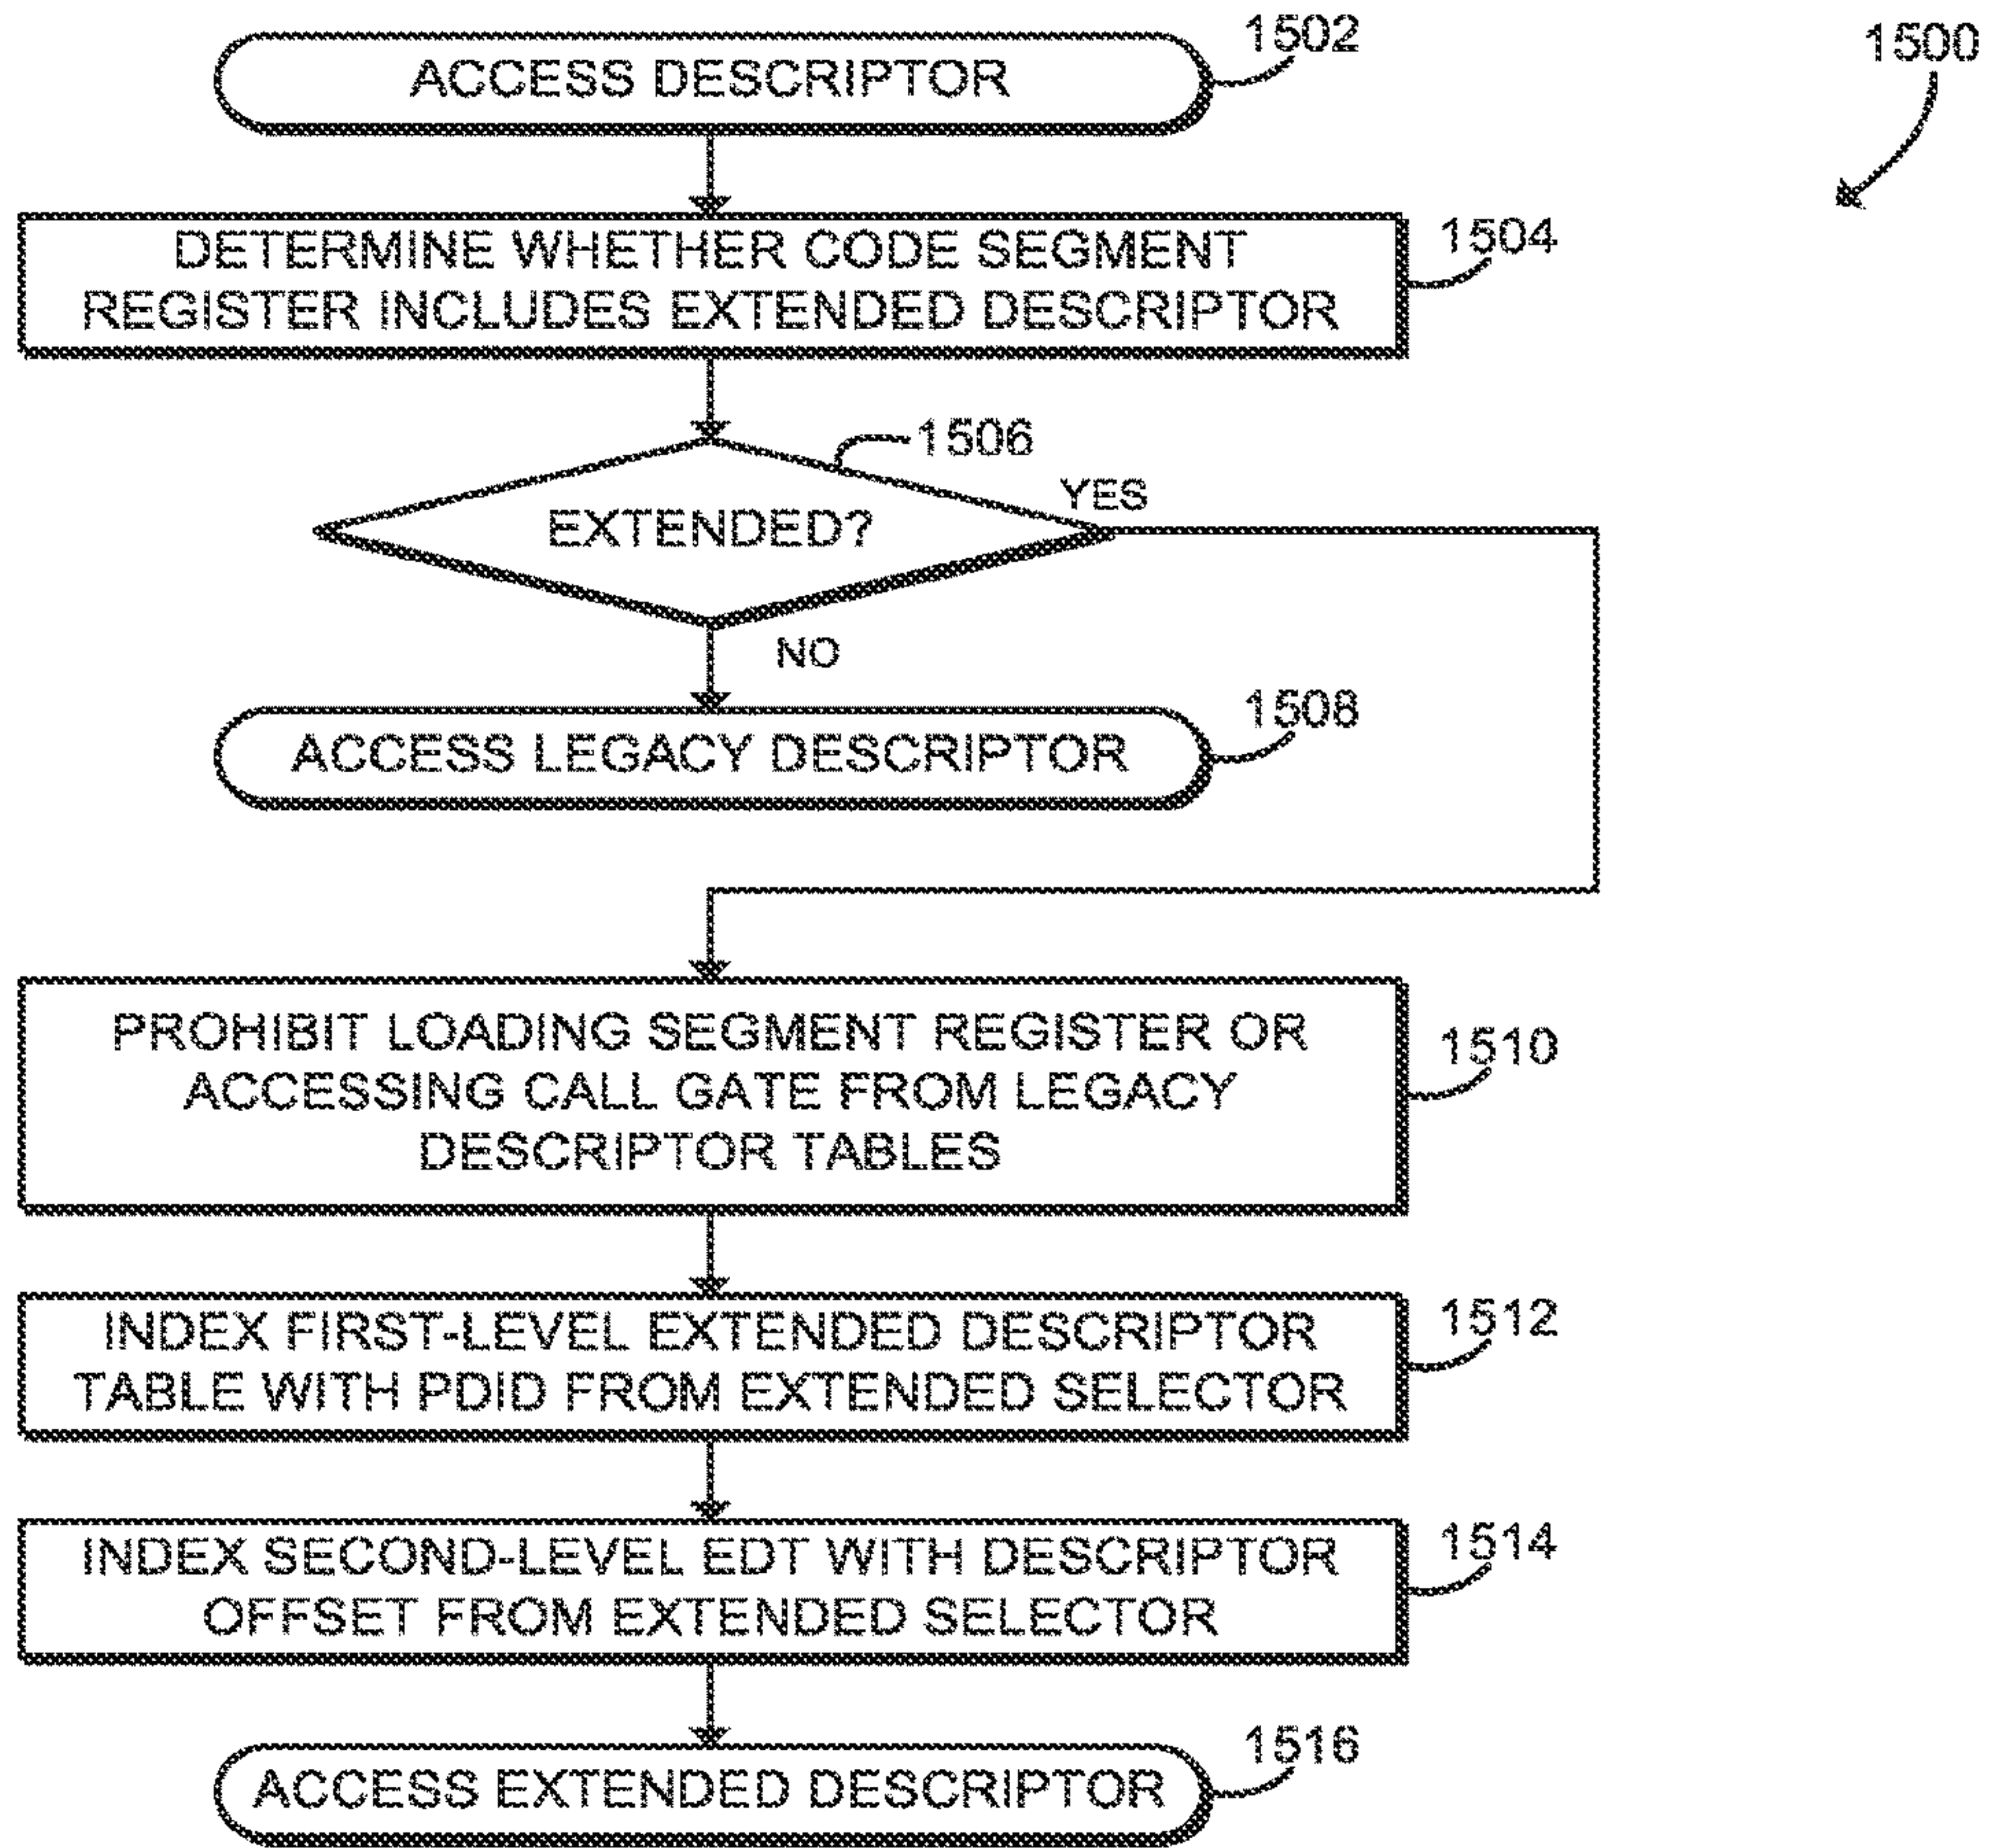 1502
1500
ACCESS DESCRIPTOR
DETERMINE WHETHER CODE SEGMENT
REGISTER INCLUDES EXTENDED DESCRIPTOR
1504
1506
YES
EXTENDED?
NO
1508
ACCESS LEGACY DESCRIPTOR
PROHIBIT LOADING SEGMENT REGISTER OR
ACCESSING CALL GATE FROM LEGACY
DESCRIPTOR TABLES
1510
INDEX FIRST-LEVEL EXTENDED DESCRIPTOR
TABLE WITH PDID FROM EXTENDED SELECTOR
1512
INDEX SECOND-LEVEL EDT WITH DESCRIPTOR
OFFSET FROM EXTENDED SELECTOR
1514
1516
ACCESS EXTENDED DESCRIPTOR